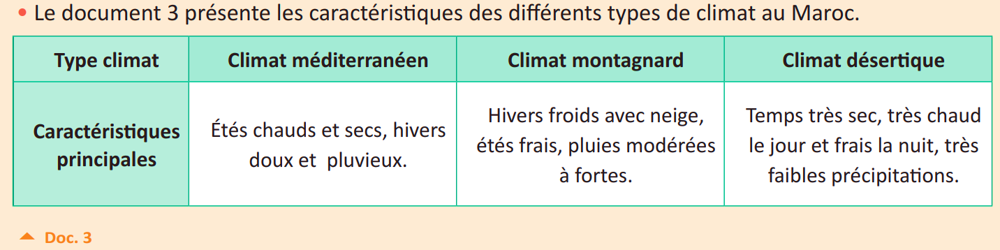 • Le document 3 présente les caractéristiques des différents types de climat au Maroc.
Type climat
Climat méditerranéen
Climat montagnard
Climat désertique
Caractéristiques
principales
Étés chauds et secs, hivers
doux et pluvieux.
Hivers froids avec neige,
étés frais, pluies modérées
à fortes.
Temps très sec, très chaud
le jour et frais la nuit, très
faibles précipitations.
Doc. 3